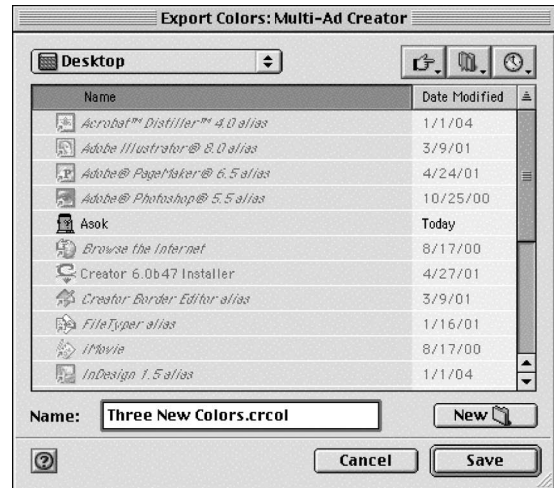 Export Colors: Multi-Ad Creator
Desktop
Name Date Modified
Acrobat™ Distiller™ 4.0 alias 1/1/04
Adobe Illustrator® 8.0 alias 3/9/01
Adobe® PageMaker® 6.5 alias 4/24/01
Adobe® Photoshop® 5.5 alias 10/25/00
Asok Today
Browse the Internet 8/17/00
Creator 6.0b47 Installer 4/27/01
Creator Border Editor alias 3/9/01
FileTyper alias 1/16/01
iMovie 8/17/00
InDesign 1.5 alias 1/1/04
Name: Three New Colors.crcol New
? Cancel Save